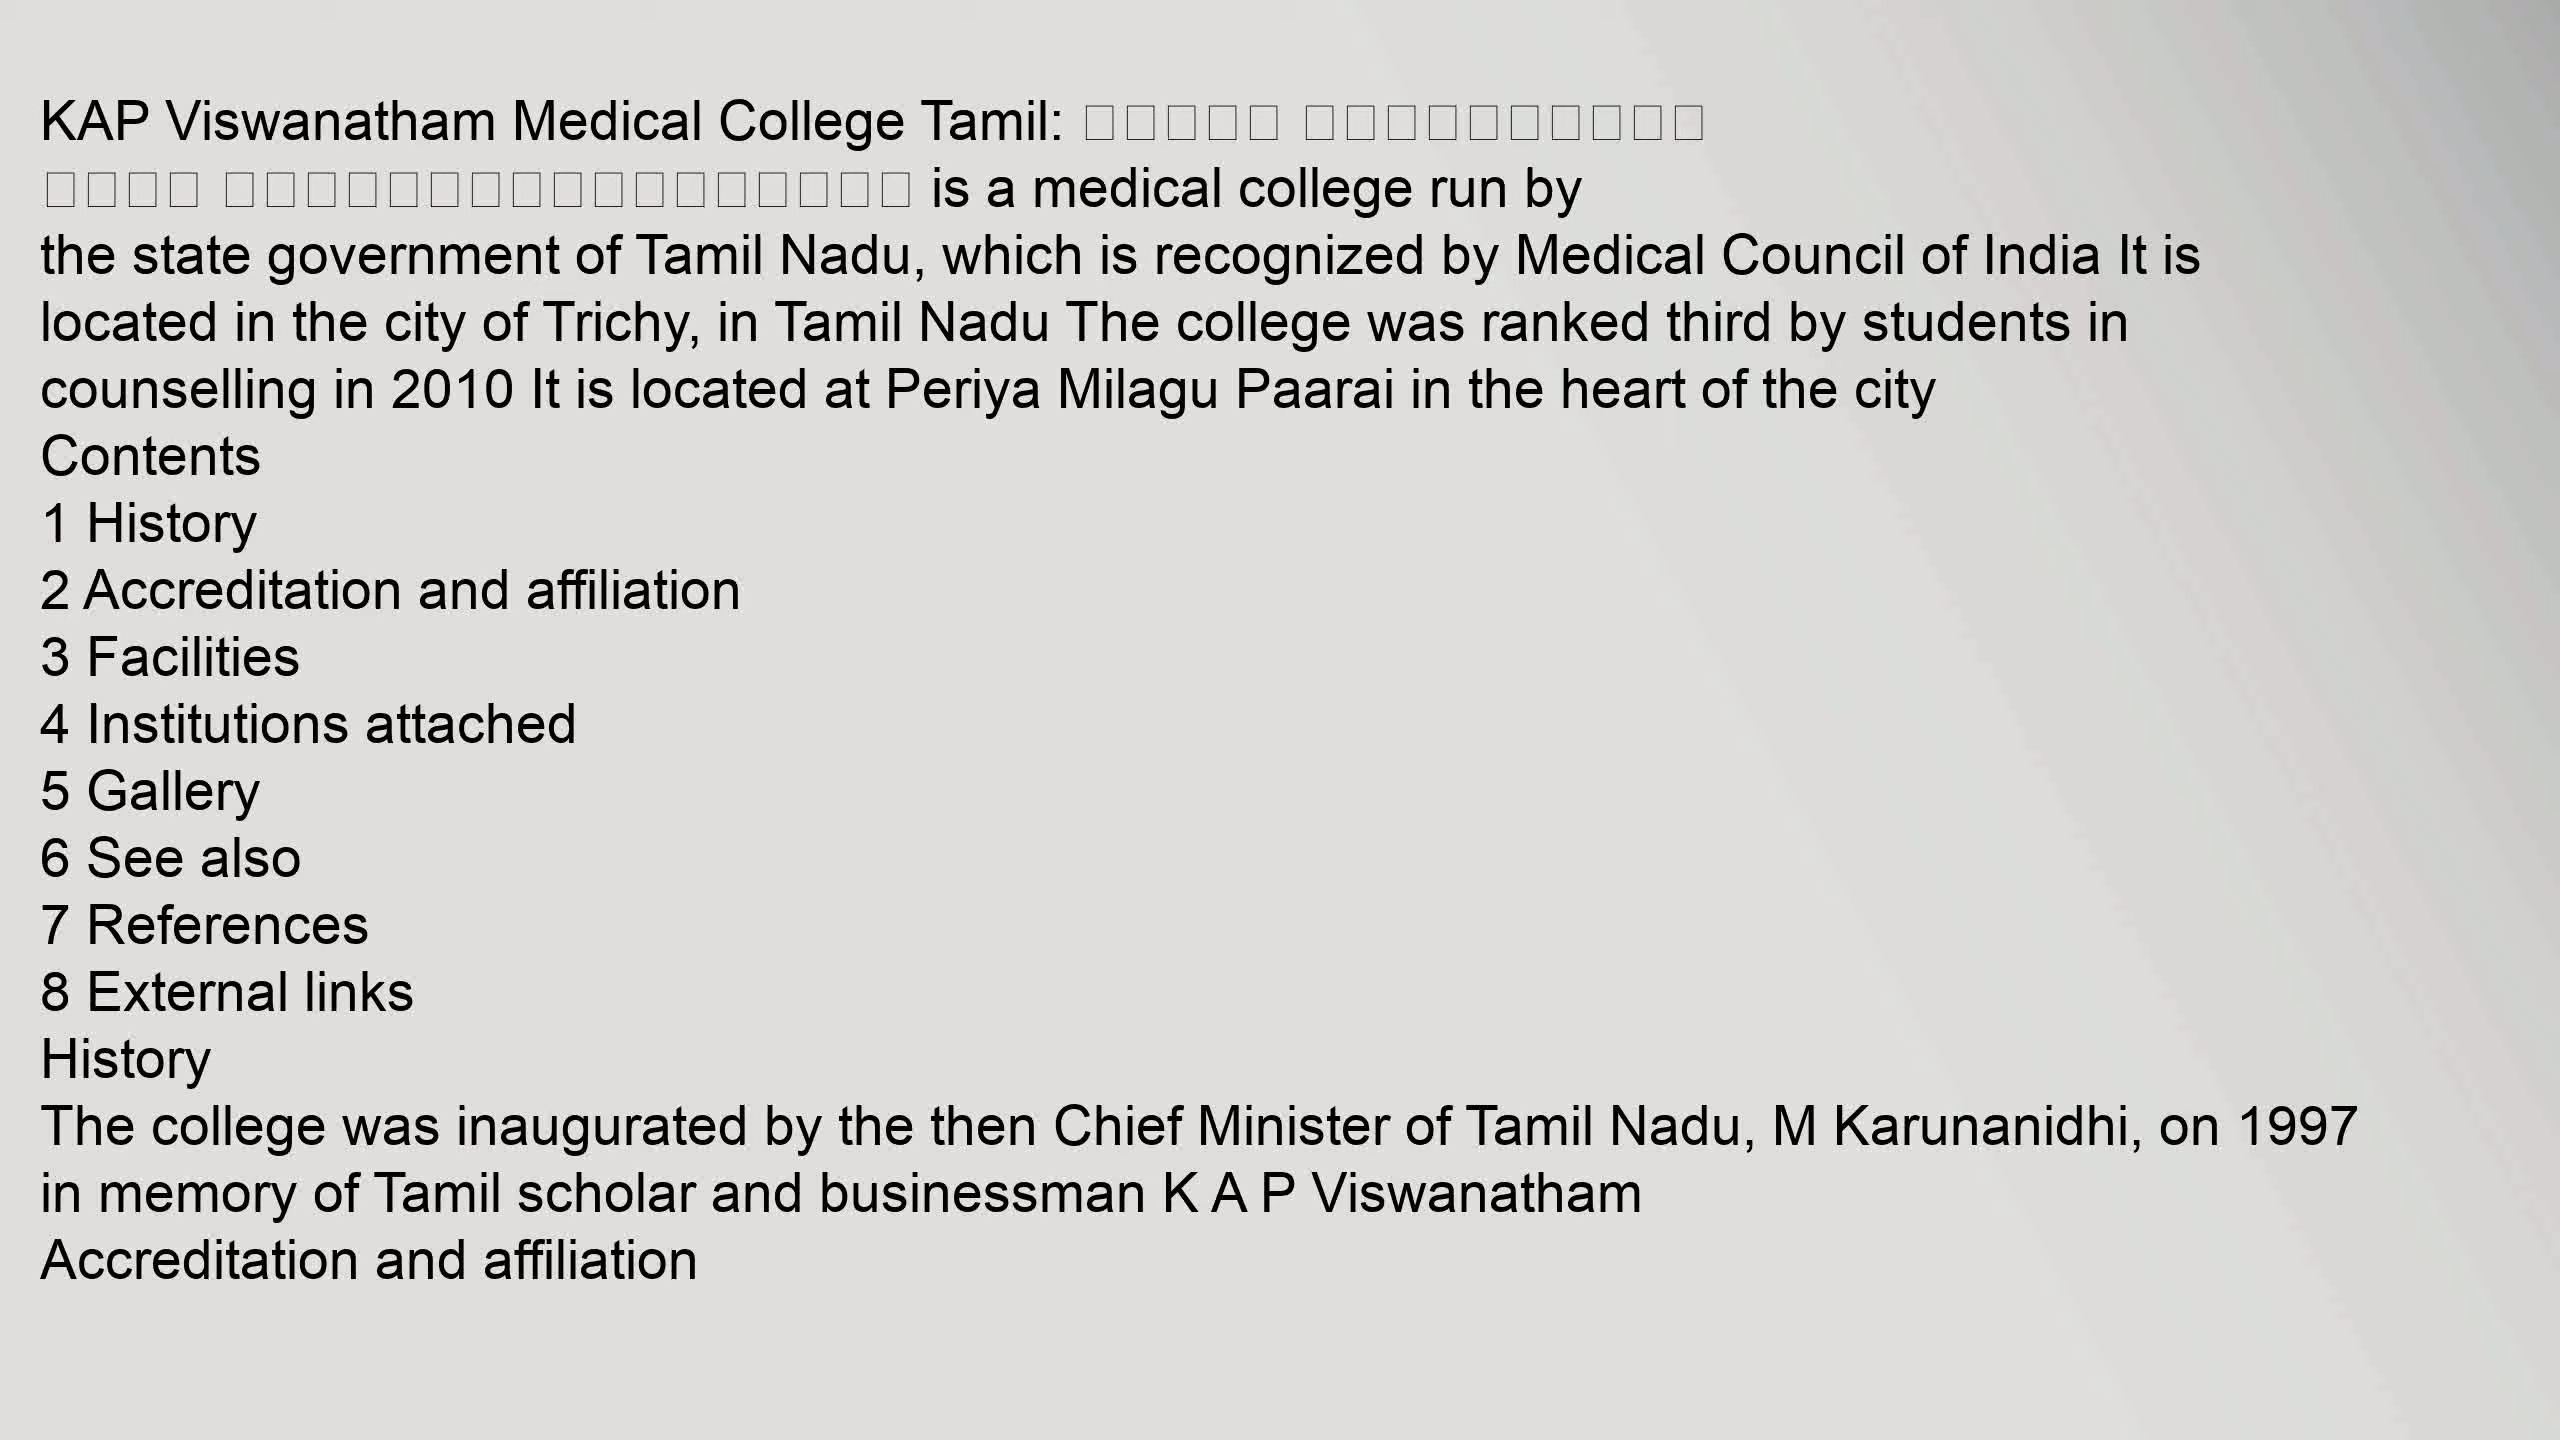 KAP Viswanatham Medical College Tamil:
is a medical college run by
the state government of Tamil Nadu, which is recognized by Medical Council of India It is
located in the city of Trichy, in Tamil Nadu The college was ranked third by students in
counselling in 2010 It is located at Periya Milagu Paarai in the heart of the city
Contents
1 History
2 Accreditation and affiliation
3 Facilities
4 Institutions attached
5 Gallery
6 See also
7 References
8 External links
History
The college was inaugurated by the then Chief Minister of Tamil Nadu, M Karunanidhi, on 1997
in memory of Tamil scholar and businessman K A P Viswanatham
Accreditation and affiliation